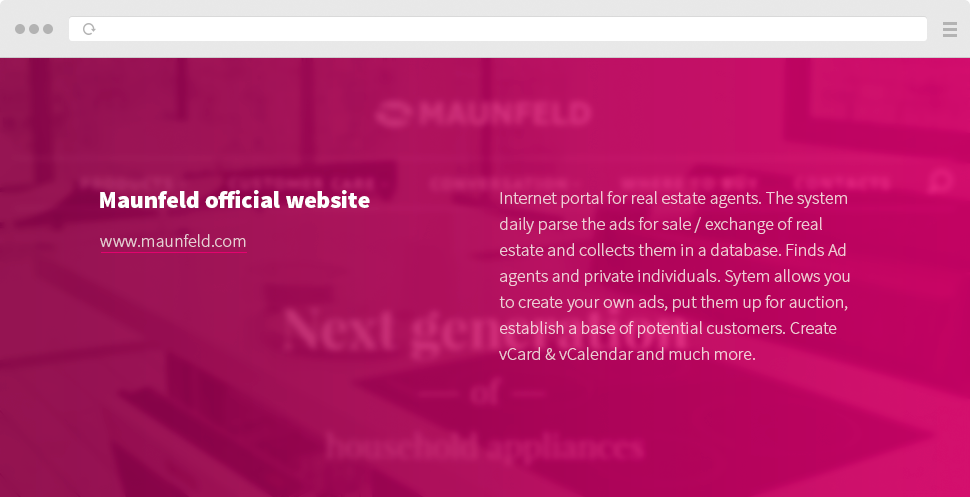 MAUNFELD
Maunfeld official website
www.maunfeld.com
Internet portal for real estate agents. The system
daily parse the ads for sale / exchange of real
estate and collects them in a database. Finds Ad
agents and private individuals. Sytem allows you
to create your own ads, put them up for auction,
establish a base of potential customers. Create
vCard & vCalendar and much more.
Next generation
of
household appliances